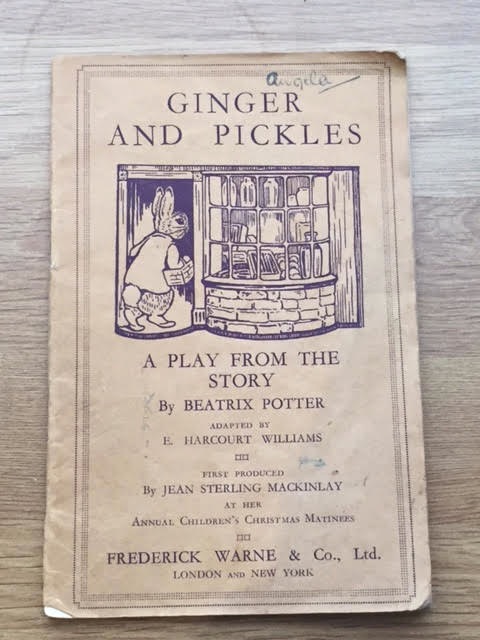 Angela
GINGER
AND PICKLES
A PLAY FROM THE
STORY
By BEATRIX POTTER
ADAPTED BY
E. HARCOURT WILLIAMS
FIRST PRODUCED
By JEAN STERLING MACKINLAY
AT HER
ANNUAL CHILDREN'S CHRISTMAS MATINEES
FREDERICK WARNE & Co., Ltd.
LONDON AND NEW YORK